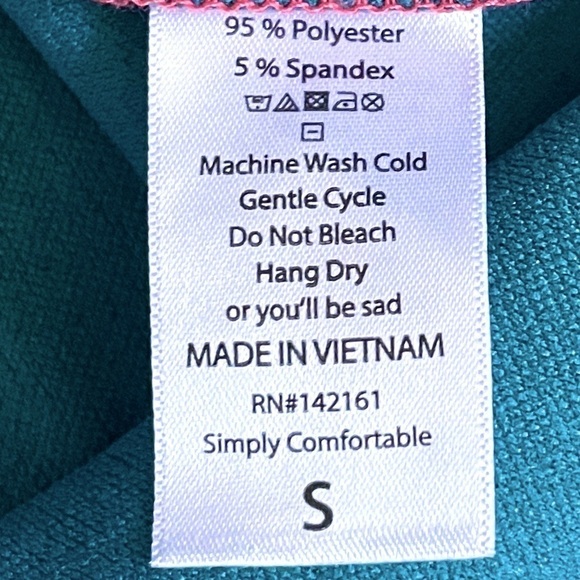 95 % Polyester
5 % Spandex
Machine Wash Cold
Gentle Cycle
Do Not Bleach
Hang Dry
or you'll be sad
MADE IN VIETNAM
RN#142161
Simply Comfortable
S